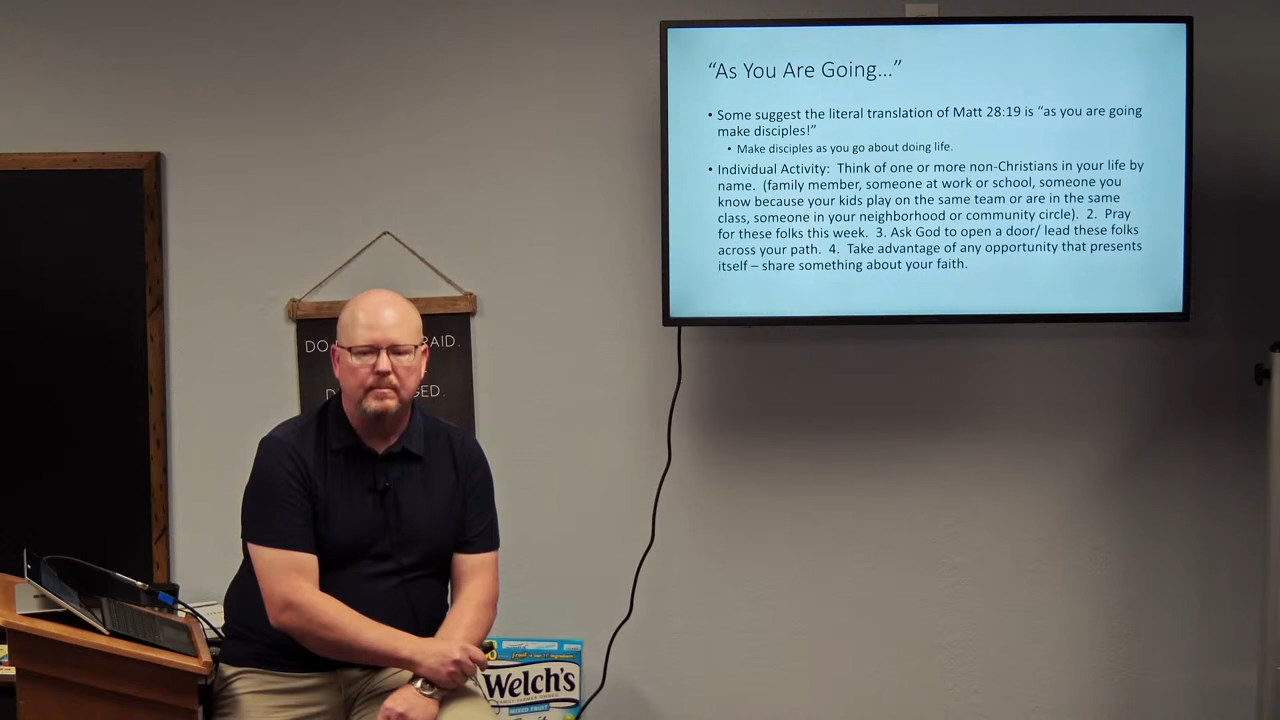 “As You Are Going...”
• Some suggest the literal translation of Matt 28:19 is “as you are going
make disciples!”
• Make disciples as you go about doing life.
• Individual Activity: Think of one or more non-Christians in your life by
name. (family member, someone at work or school, someone you
know because your kids play on the same team or are in the same
class, someone in your neighborhood or community circle). 2. Pray
for these folks this week. 3. Ask God to open a door/ lead these folks
across your path. 4. Take advantage of any opportunity that presents
itself – share something about your faith.
DO
RAID.
D
GED.
Welch's
MIXED FRUIT